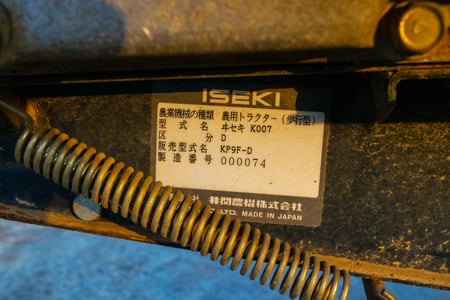 ISEKI
農業機械の種類 農用トラクター(歩行型)
型式名 ヰセキ K007
区分 D
販売型式名 KP9F-D
製造番号 000074
井関農機株式会社
LTD. MADE IN JAPAN